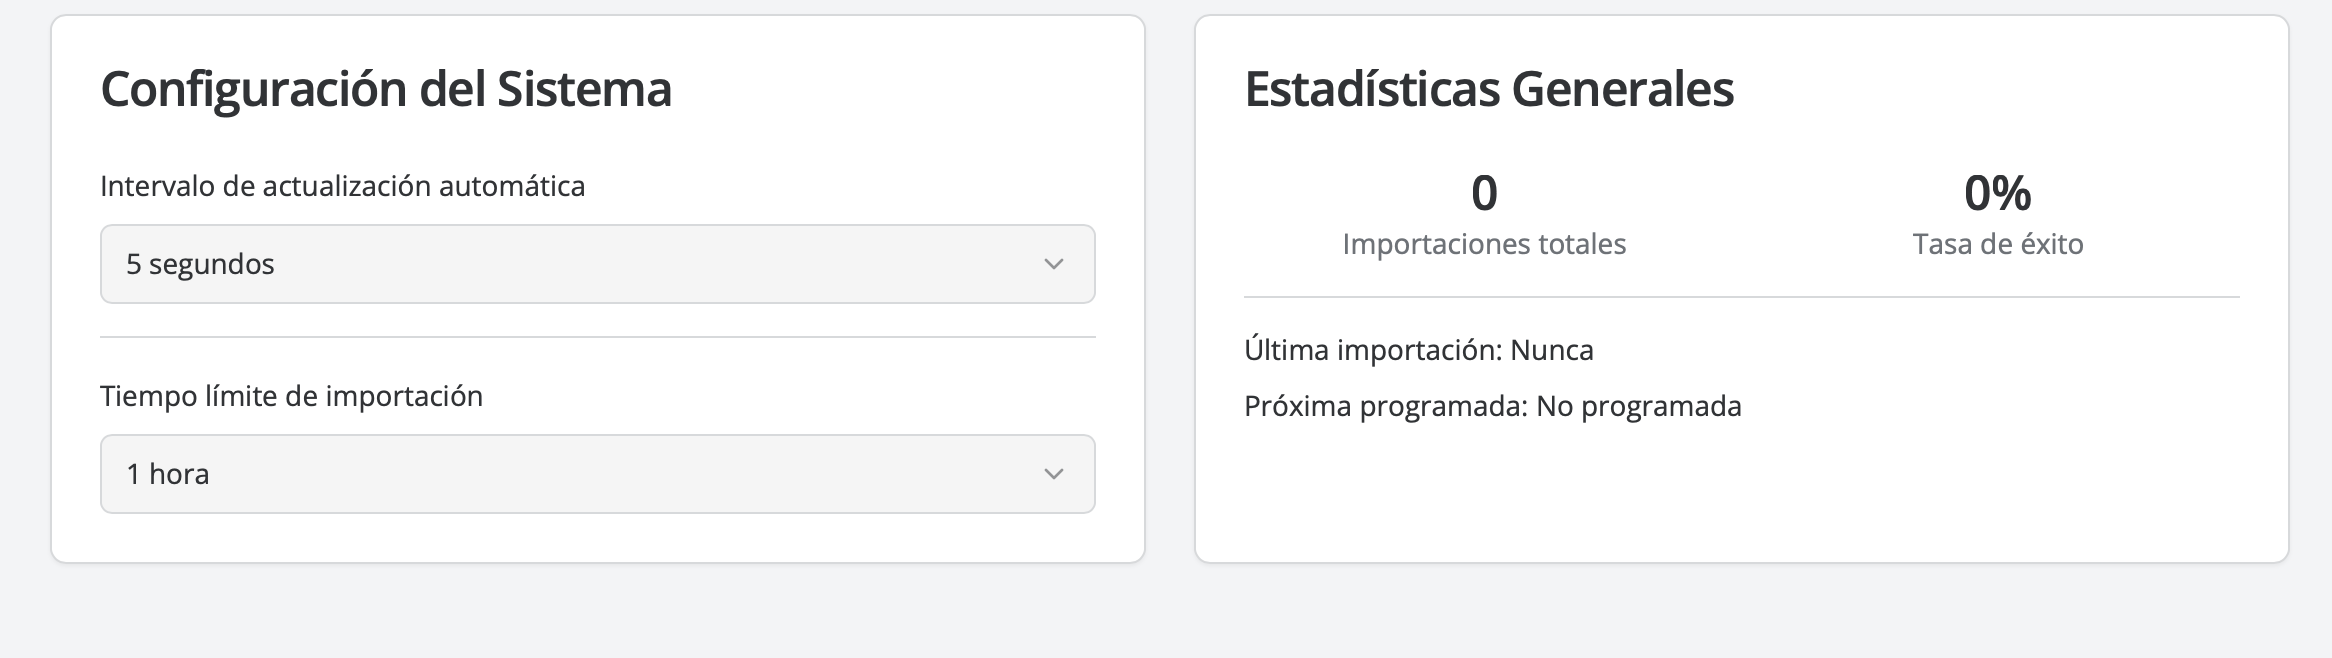 Configuración del Sistema
Intervalo de actualización automática
5 segundos
Tiempo límite de importación
1 hora
Estadísticas Generales
0
Importaciones totales
0%
Tasa de éxito
Última importación: Nunca
Próxima programada: No programada